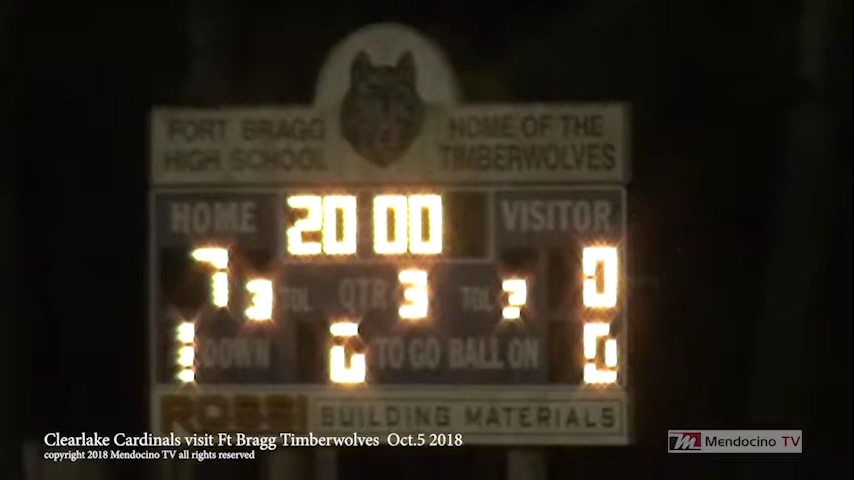 FORT BRAGG HOME OF THE
HIGH SCHOOL TIMBERWOLVES
HOME 20 00 VISITOR
7 3 TOL QTR 3 TOL 0
DOWN TO GO BALL ON
ROSSI BUILDING MATERIALS
Clearlake Cardinals visit Ft Bragg Timberwolves Oct.5 2018
copyright 2018 Mendocino TV all rights reserved
M Mendocino TV